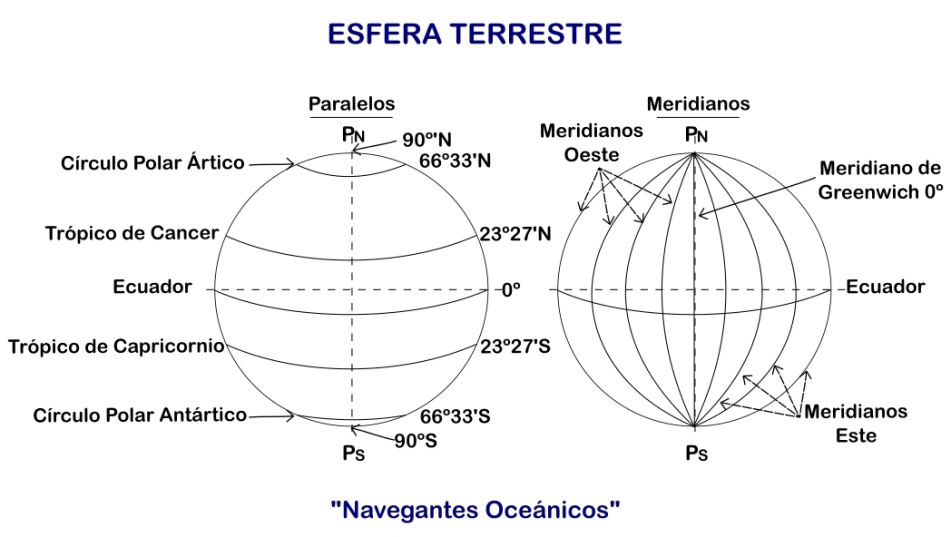 ESFERA TERRESTRE
Paralelos
PN
90º'N
Círculo Polar Ártico
66º33'N
Trópico de Cancer
23º27'N
Ecuador
0º
Trópico de Capricornio
23º27'S
Círculo Polar Antártico
66º33'S
90ºS
PS
Meridianos
PN
Meridianos
Oeste
Meridiano de
Greenwich 0º
Ecuador
Meridianos
Este
PS
"Navegantes Oceánicos"